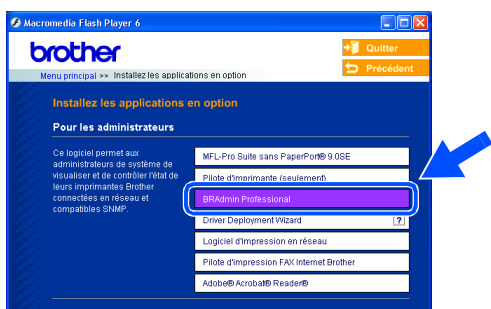 Macromedia Flash Player 6
brother
Quitter
Précédent
Menu principal >> Installez les applications en option
Installez les applications en option
Pour les administrateurs
Ce logiciel permet aux
administrateurs de système de
visualiser et de contrôler l'état de
leurs imprimantes Brother
connectées en réseau et
compatibles SNMP.
MFL-Pro Suite sans PaperPort® 9.0SE
Pilote d'imprimante (seulement)
BRAdmin Professional
Driver Deployment Wizard ?
Logiciel d'impression en réseau
Pilote d'impression FAX Internet Brother
Adobe® Acrobat® Reader®